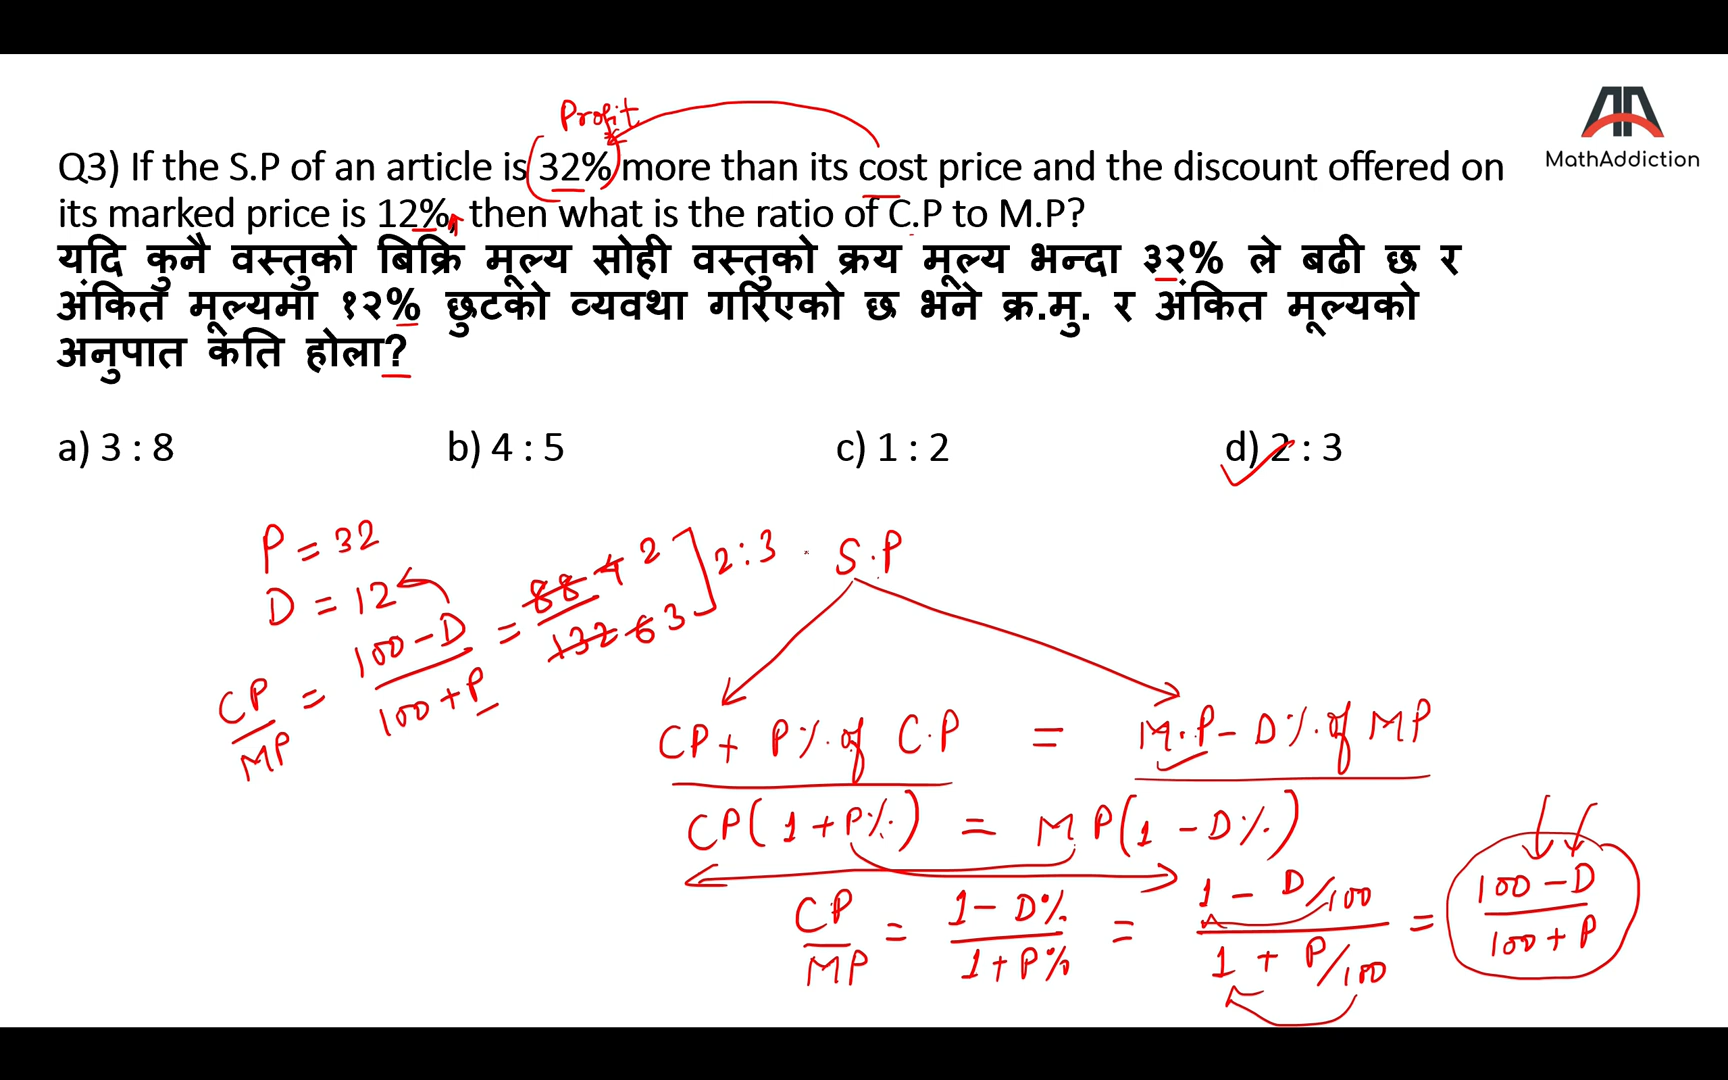 Profit
MathAddiction
Q3) If the S.P of an article is 32% more than its cost price and the discount offered on
its marked price is 12%, then what is the ratio of C.P to M.P?
यदि कुनै वस्तुको बिक्रि मूल्य सोही वस्तुको क्रय मूल्य भन्दा ३२% ले बढी छ र
अंकित मूल्यमा १२% छुटको व्यवथा गरिएको छ भने क्र.मु. र अंकित मूल्यको
अनुपात कति होला?
a) 3 : 8 b) 4 : 5 c) 1 : 2 d) 2 : 3
P = 32
D = 12
CP/MP = 100 - D/100 + P = 88 4 2/132 6 3 ] 2 : 3
S.P
CP + P% of C.P = M.P - D% of MP
CP(1 + P%) = MP(1 - D%)
CP/MP = 1 - D%/1 + P% = 1 - D/100/1 + P/100 = 100 - D/100 + P